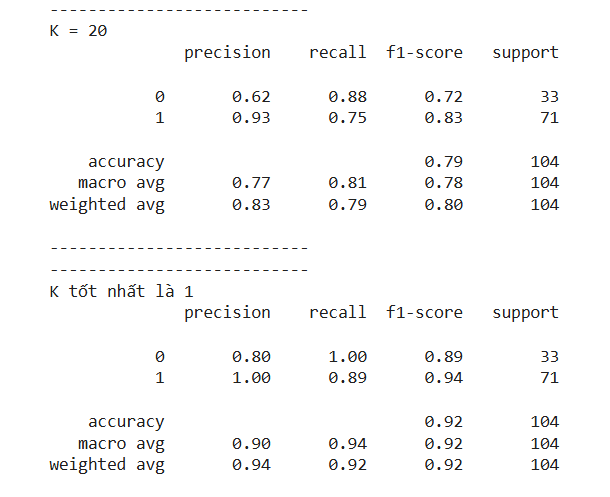 ---------------------------
K = 20
              precision    recall  f1-score   support

           0       0.62      0.88      0.72        33
           1       0.93      0.75      0.83        71

    accuracy                           0.79       104
   macro avg       0.77      0.81      0.78       104
weighted avg       0.83      0.79      0.80       104

---------------------------
---------------------------
K tốt nhất là 1
              precision    recall  f1-score   support

           0       0.80      1.00      0.89        33
           1       1.00      0.89      0.94        71

    accuracy                           0.92       104
   macro avg       0.90      0.94      0.92       104
weighted avg       0.94      0.92      0.92       104